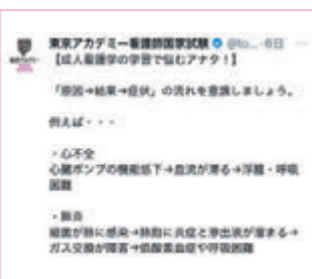 東京アカデミー看護師国家試験 @to... ·6日 ···
【成人看護学の学習で悩むアナタ！】
「原因→結果→症状」の流れを意識しましょう。
例えば・・・
・心不全
心臓ポンプの機能低下→血流が滞る→浮腫・呼吸
困難
・肺炎
細菌が肺に感染→肺胞に炎症と滲出液が溜まる→
ガス交換が障害→低酸素血症や呼吸困難